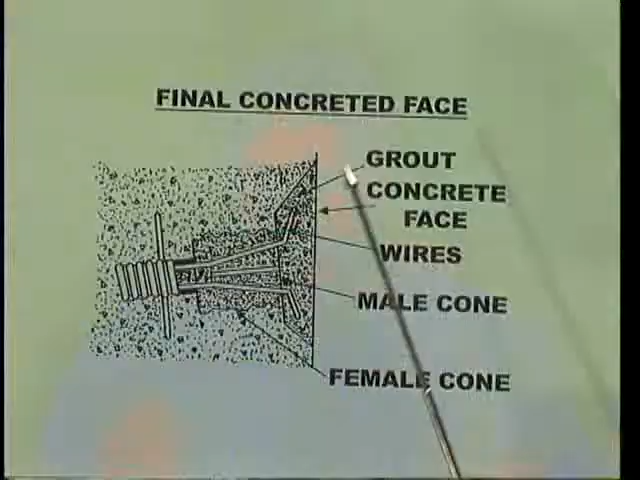 FINAL CONCRETED FACE
GROUT
CONCRETE
FACE
WIRES
MALE CONE
FEMALE CONE